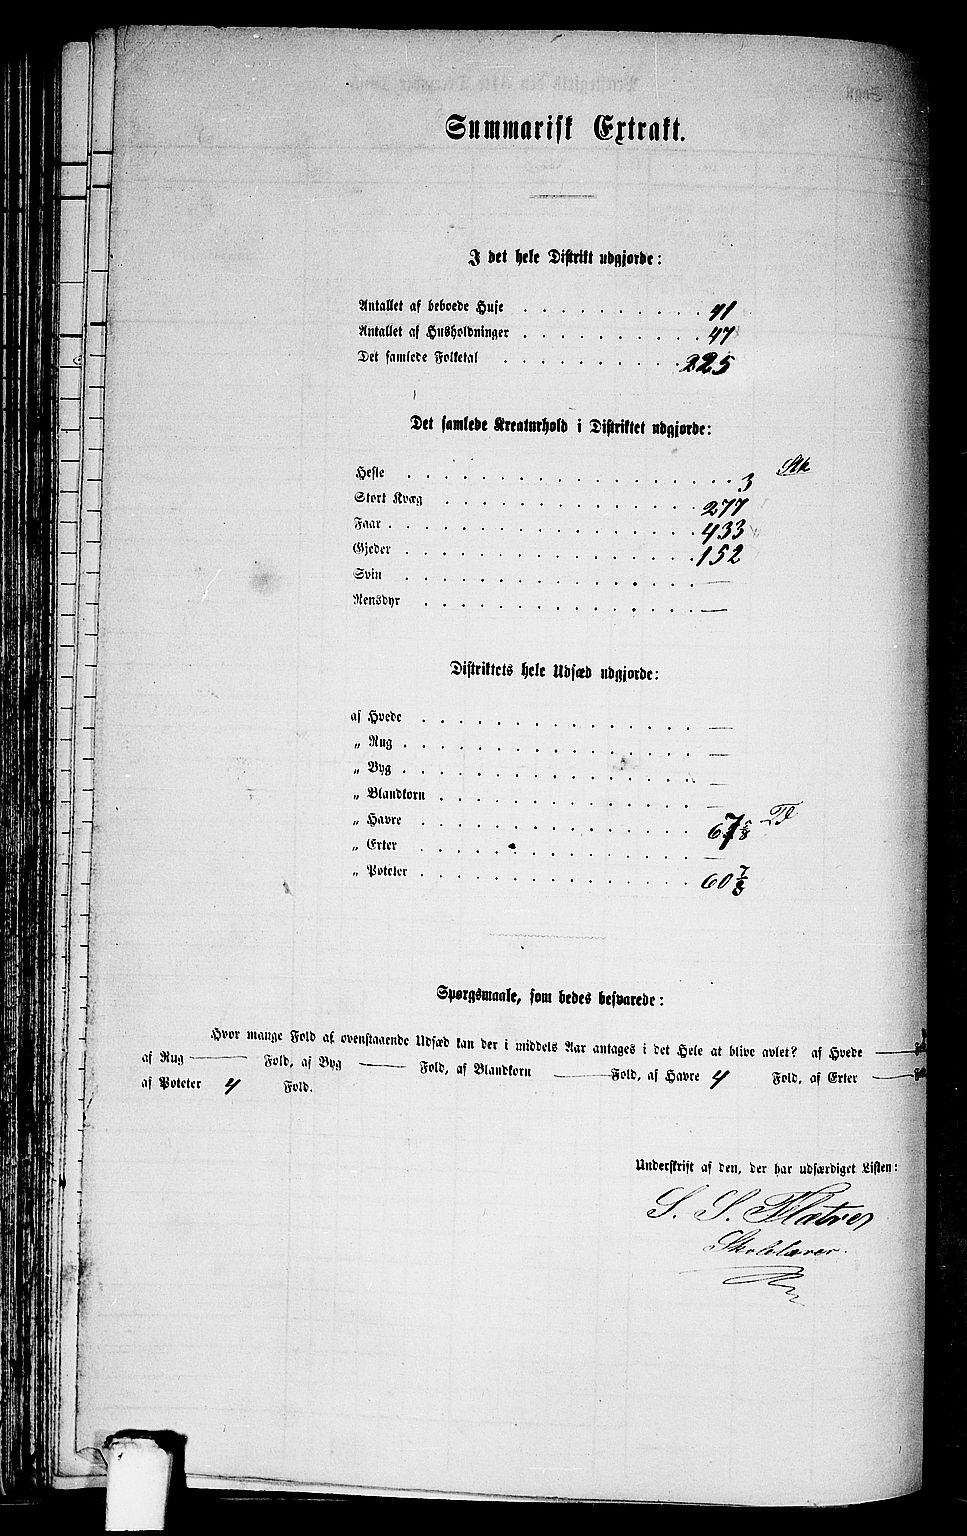 Summarisk Extrakt.
I det hele Distrikt udgjorde:
Antallet af beboede Huse . . . . . . . . . . 41
Antallet af Husholdninger . . . . . . . . . 47
Det samlede Folketal . . . . . . . . . 225
Det samlede Kreaturhold i Distriktet udgjorde:
Heste . . . . . . . . . . . . . . 3 Stk
Stort Kvæg . . . . . . . . . . . . 277
Faar . . . . . . . . . . . . . . 433 "
Gjeder . . . . . . . . . . . . . 152
Svin . . . . . . . . . . . . . —
Rensdyr . . . . . . . . . . . . —
Distriktets hele Udsæd udgjorde:
af Hvede . . . . . . . . . . . . —
„ Rug . . . . . . . . . . . . . —
„ Byg . . . . . . . . . . . . . —
„ Blandkorn . . . . . . . . . . . —
„ Havre . . . . . . . . . . . . Td
„ Erter . . . . . . . . . . . . —
„ Poteter . . . . . . . . . . . . 60 7/8
Spørgsmaale, som bedes besvarede:
Hvor mange Fold af ovenstaaende Udsæd kan der i middels Aar antages i det Hele at blive avlet? af Hvede —
af Rug — Fold, af Byg — Fold, af Blandkorn — Fold, af Havre 4 Fold, af Erter —
af Poteter 4 Fold.
Underskrift af den, der har udfærdiget Listen:
S. S. Flatnes
Skolelærer.